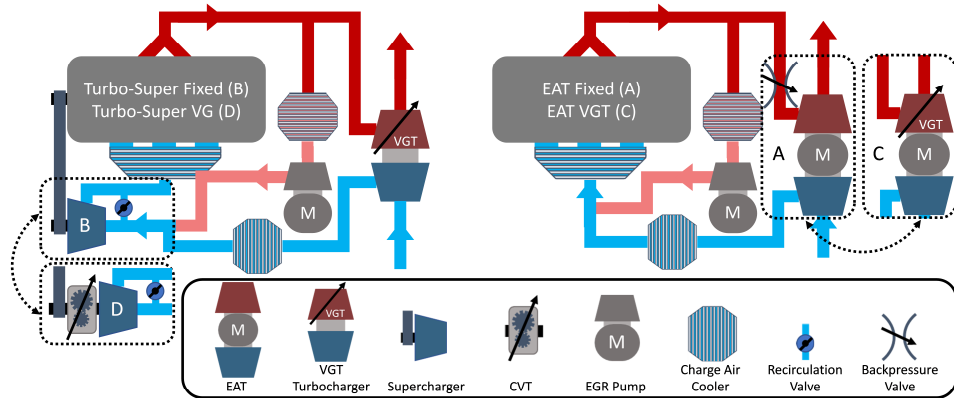 Turbo-Super Fixed (B)
Turbo-Super VG (D)
VGT
B
M
D
EAT Fixed (A)
EAT VGT (C)
M
A
M
C
VGT
M
M
VGT
M
EAT
VGT
Turbocharger
Supercharger
CVT
EGR Pump
Charge Air
Cooler
Recirculation
Valve
Backpressure
Valve